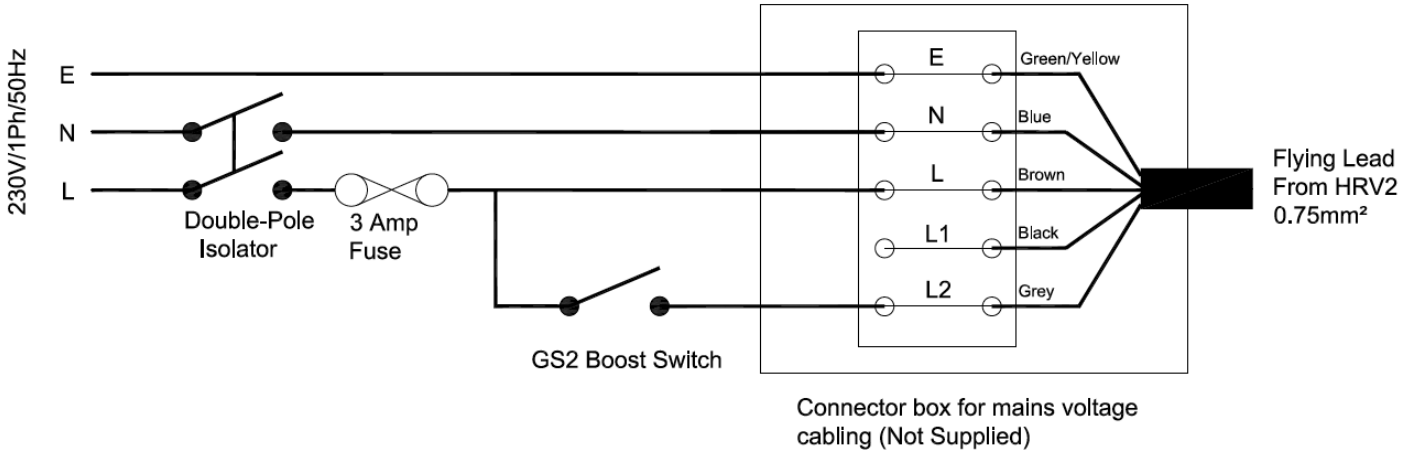 230V/1Ph/50Hz
E
N
L
Double-Pole
Isolator
3 Amp
Fuse
GS2 Boost Switch
E
Green/Yellow
N
Blue
L
Brown
L1
Black
L2
Grey
Flying Lead
From HRV2
0.75mm²
Connector box for mains voltage
cabling (Not Supplied)